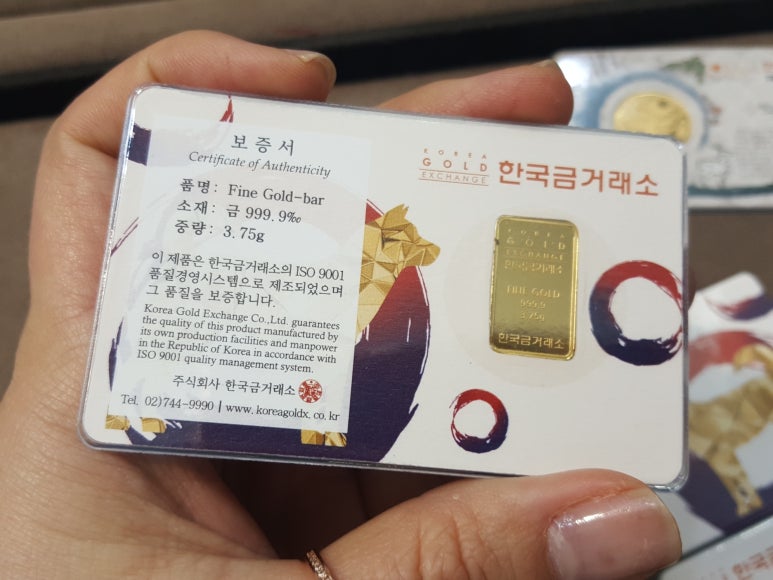 보증서
Certificate of Authenticity
품명: Fine Gold-bar
소재: 금 999.9‰
중량: 3.75g
이 제품은 한국금거래소의 ISO 9001
품질경영시스템으로 제조되었으며
그 품질을 보증합니다.
Korea Gold Exchange Co.,Ltd. guarantees
the quality of this product manufactured by
its own production facilities and manpower
in the Republic of Korea in accordance with
ISO 9001 quality management system.
주식회사 한국금거래소
Tel. 02)744-9990 | www.koreagoldx.co.kr
KOREA
GOLD
EXCHANGE
한국금거래소
KOREA
GOLD
EXCHANGE
한국금거래소
FINE GOLD
999.9
3.75g
한국금거래소